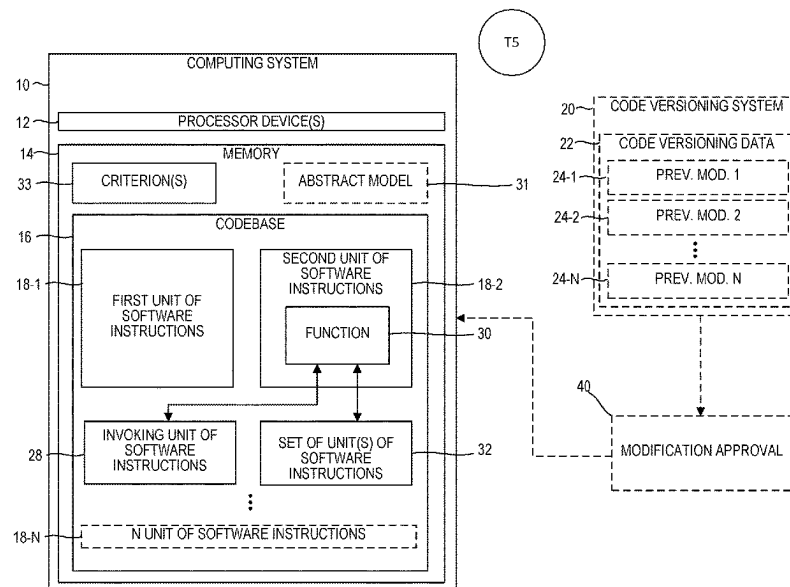 T5
COMPUTING SYSTEM
10
12
PROCESSOR DEVICE(S)
14
MEMORY
33
CRITERION(S)
ABSTRACT MODEL
31
16
CODEBASE
18-1
FIRST UNIT OF
SOFTWARE
INSTRUCTIONS
SECOND UNIT OF
SOFTWARE
INSTRUCTIONS
18-2
FUNCTION
30
28
INVOKING UNIT OF
SOFTWARE
INSTRUCTIONS
SET OF UNIT(S) OF
SOFTWARE
INSTRUCTIONS
32
18-N
N UNIT OF SOFTWARE INSTRUCTIONS
20
CODE VERSIONING SYSTEM
22
CODE VERSIONING DATA
24-1
PREV. MOD. 1
24-2
PREV. MOD. 2
24-N
PREV. MOD. N
40
MODIFICATION APPROVAL